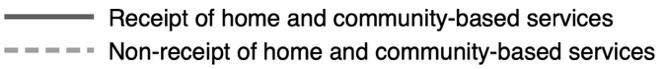 Receipt of home and community-based services
Non-receipt of home and community-based services